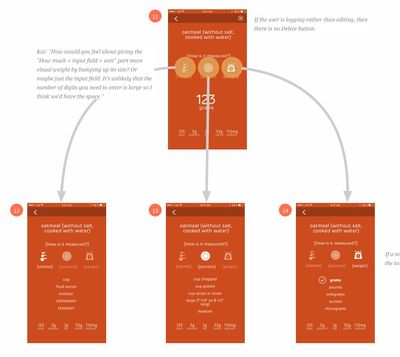 11
If the user is logging rather than editing, then
there is no Delete button.
oatmeal (without salt,
cooked with water)
Kai: "How would you feel about giving the
"How much + input field + unit" part more
visual weight by bumping up its size? Or
maybe just the input field. It's unlikely that the
number of digits you need to enter is large so I
think we'd have the space."
(How is it measured?)
123
grams
12
oatmeal (without salt,
cooked with water)
(How is it measured?)
(volume) (portions) (weight)
cup
fluid ounce
milliliter
tablespoon
teaspoon
13
oatmeal (without salt,
cooked with water)
(How is it measured?)
(volume) (portions) (weight)
cup chopped
cup grated
cup strips or slices
large (7 1/4" to 8-1/2"
long)
medium
14
oatmeal (without salt,
cooked with water)
(How is it measured?)
(volume) (portions) (weight)
grams
pounds
milligrams
ounces
micrograms
If a m
the ico